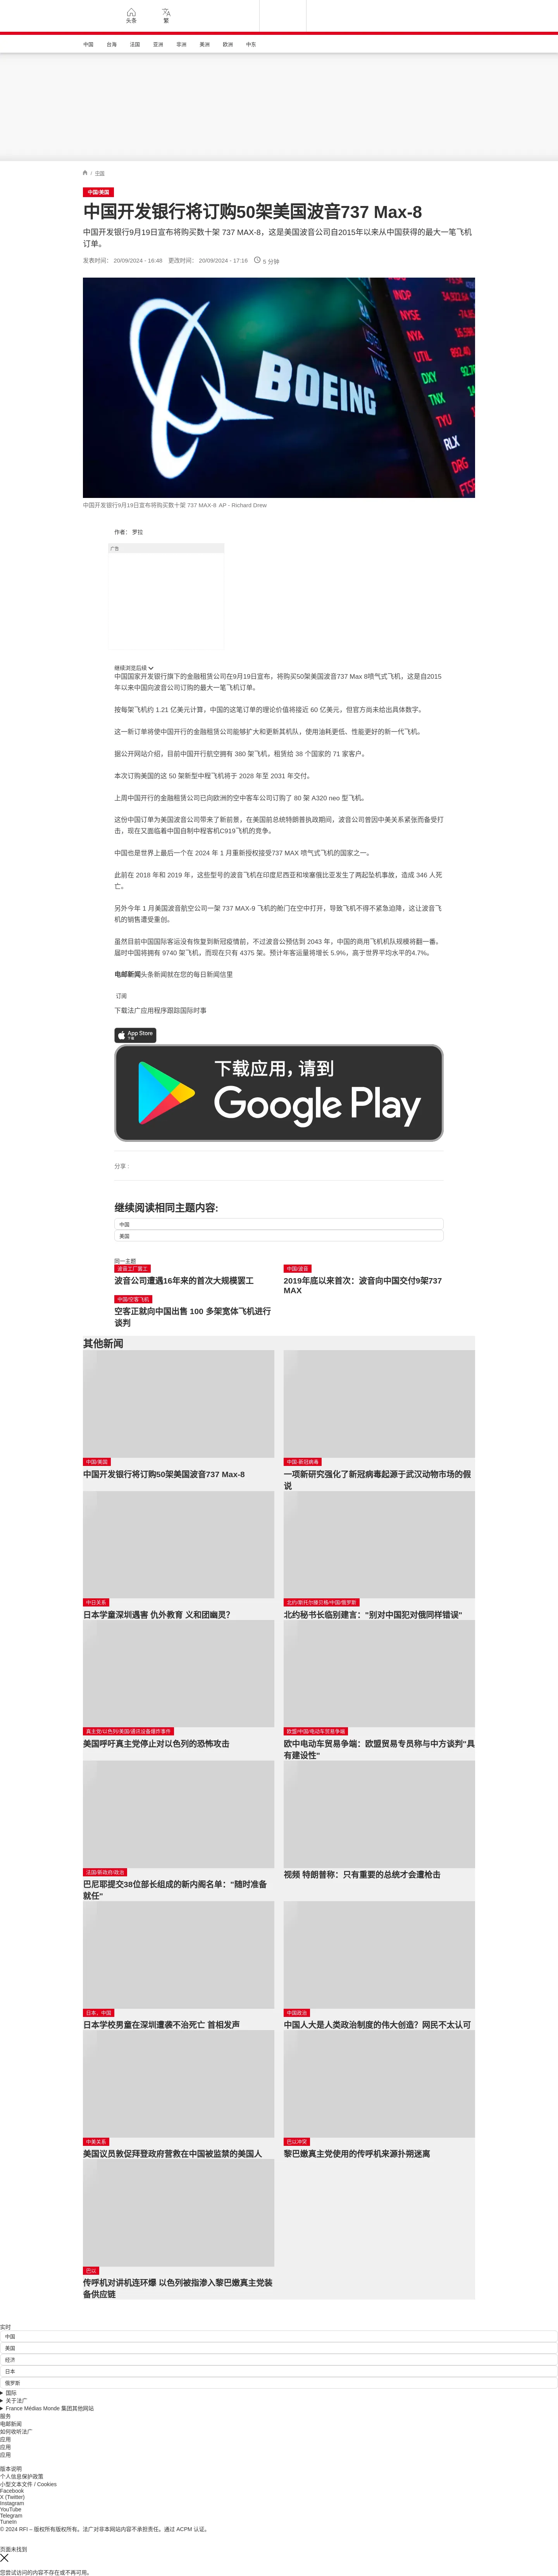 头条
繁
中国
台海
法国
亚洲
非洲
美洲
欧洲
中东
/ 中国
中国/美国
中国开发银行将订购50架美国波音737 Max-8
中国开发银行9月19日宣布将购买数十架 737 MAX-8，这是美国波音公司自2015年以来从中国获得的最大一笔飞机订单。
发表时间： 20/09/2024 - 16:48 更改时间： 20/09/2024 - 17:16 5 分钟
BOEING
HD
NYA
NYA
UTY
RLX
DRG
TFS
中国开发银行9月19日宣布将购买数十架 737 MAX-8 AP - Richard Drew
作者： 罗拉
广告
继续浏览后续
中国国家开发银行旗下的金融租赁公司在9月19日宣布，将购买50架美国波音737 Max 8喷气式飞机，这是自2015年以来中国向波音公司订购的最大一笔飞机订单。
按每架飞机约 1.21 亿美元计算，中国的这笔订单的理论价值将接近 60 亿美元，但官方尚未给出具体数字。
这一新订单将使中国开行的金融租赁公司能够扩大和更新其机队，使用油耗更低、性能更好的新一代飞机。
据公开网站介绍，目前中国开行航空拥有 380 架飞机，租赁给 38 个国家的 71 家客户。
本次订购美国的这 50 架新型中程飞机将于 2028 年至 2031 年交付。
上周中国开行的金融租赁公司已向欧洲的空中客车公司订购了 80 架 A320 neo 型飞机。
这份中国订单为美国波音公司带来了新前景，在美国前总统特朗普执政期间，波音公司曾因中美关系紧张而备受打击，现在又面临着中国自制中程客机C919飞机的竞争。
中国也是世界上最后一个在 2024 年 1 月重新授权接受737 MAX 喷气式飞机的国家之一。
此前在 2018 年和 2019 年，这些型号的波音飞机在印度尼西亚和埃塞俄比亚发生了两起坠机事故，造成 346 人死亡。
另外今年 1 月美国波音航空公司一架 737 MAX-9 飞机的舱门在空中打开，导致飞机不得不紧急迫降，这让波音飞机的销售遭受重创。
虽然目前中国国际客运没有恢复到新冠疫情前，不过波音公预估到 2043 年，中国的商用飞机机队规模将翻一番。届时中国将拥有 9740 架飞机，而现在只有 4375 架。预计年客运量将增长 5.9%，高于世界平均水平的4.7%。
电邮新闻头条新闻就在您的每日新闻信里
订阅
下载法广应用程序跟踪国际时事
App Store
下载
下载应用，请到
Google Play
分享 :
继续阅读相同主题内容:
中国
美国
同一主题
波音工厂罢工
波音公司遭遇16年来的首次大规模罢工
中国/波音
2019年底以来首次：波音向中国交付9架737 MAX
中国/空客飞机
空客正就向中国出售 100 多架宽体飞机进行谈判
其他新闻
中国/美国
中国开发银行将订购50架美国波音737 Max-8
中国·新冠病毒
一项新研究强化了新冠病毒起源于武汉动物市场的假说
中日关系
日本学童深圳遇害 仇外教育 义和团幽灵？
北约/斯托尔滕贝格/中国/俄罗斯
北约秘书长临别建言："别对中国犯对俄同样错误"
真主党/以色列/美国/通讯设备爆炸事件
美国呼吁真主党停止对以色列的恐怖攻击
欧盟/中国/电动车贸易争端
欧中电动车贸易争端：欧盟贸易专员称与中方谈判"具有建设性"
法国/新政府/政治
巴尼耶提交38位部长组成的新内阁名单："随时准备就任"
视频 特朗普称：只有重要的总统才会遭枪击
日本，中国
日本学校男童在深圳遭袭不治死亡 首相发声
中国政治
中国人大是人类政治制度的伟大创造？网民不太认可
中美关系
美国议员敦促拜登政府营救在中国被监禁的美国人
巴以冲突
黎巴嫩真主党使用的传呼机来源扑朔迷离
巴以
传呼机对讲机连环爆 以色列被指渗入黎巴嫩真主党装备供应链
实时
中国
美国
经济
日本
俄罗斯
国际
关于法广
France Médias Monde 集团其他网站
服务
电邮新闻
如何收听法广
应用
应用
应用
版本说明
个人信息保护政策
小型文本文件 / Cookies
Facebook
X (Twitter)
Instagram
YouTube
Telegram
TuneIn
© 2024 RFI – 版权所有版权所有。法广对非本网站内容不承担责任。通过 ACPM 认证。
页面未找到
您尝试访问的内容不存在或不再可用。